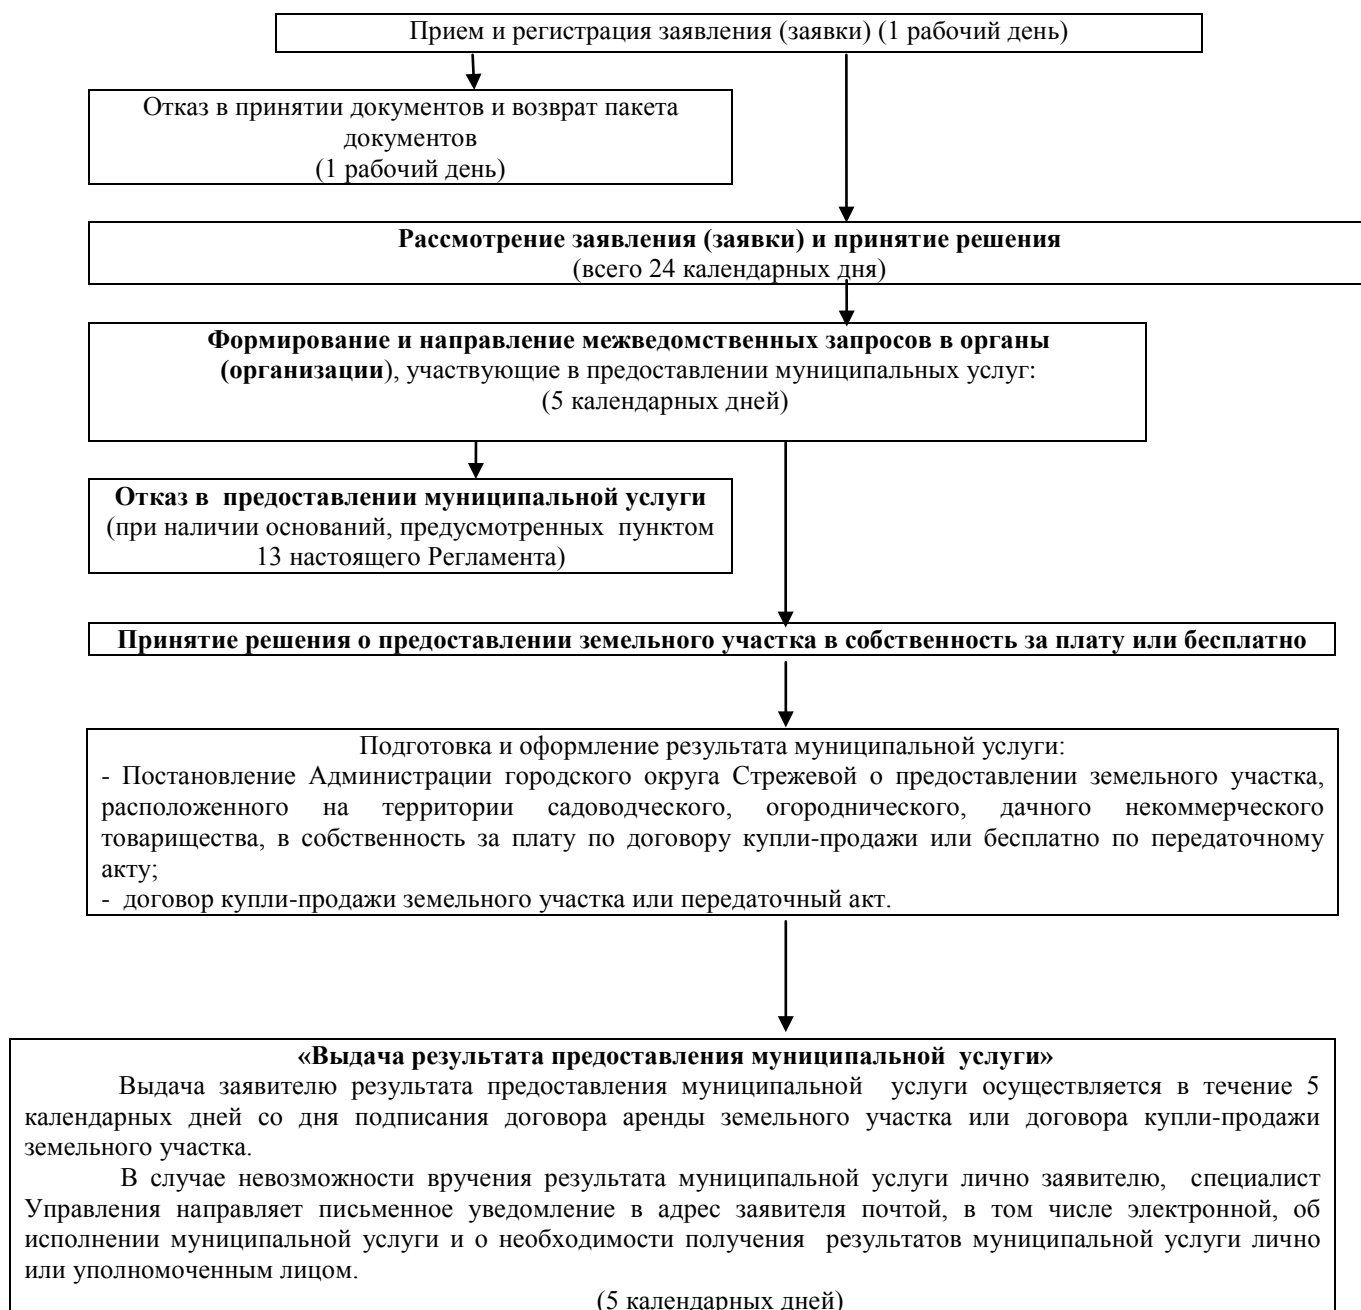 Прием и регистрация заявления (заявки) (1 рабочий день)
Отказ в принятии документов и возврат пакета
документов
(1 рабочий день)
Рассмотрение заявления (заявки) и принятие решения
(всего 24 календарных дня)
Формирование и направление межведомственных запросов в органы
(организации), участвующие в предоставлении муниципальных услуг:
(5 календарных дней)
Отказ в предоставлении муниципальной услуги
(при наличии оснований, предусмотренных пунктом
13 настоящего Регламента)
Принятие решения о предоставлении земельного участка в собственность за плату или бесплатно
Подготовка и оформление результата муниципальной услуги:
- Постановление Администрации городского округа Стрежевой о предоставлении земельного участка,
расположенного на территории садоводческого, огороднического, дачного некоммерческого
товарищества, в собственность за плату по договору купли-продажи или бесплатно по передаточному
акту;
- договор купли-продажи земельного участка или передаточный акт.
«Выдача результата предоставления муниципальной услуги»
Выдача заявителю результата предоставления муниципальной услуги осуществляется в течение 5
календарных дней со дня подписания договора аренды земельного участка или договора купли-продажи
земельного участка.
В случае невозможности вручения результата муниципальной услуги лично заявителю, специалист
Управления направляет письменное уведомление в адрес заявителя почтой, в том числе электронной, об
исполнении муниципальной услуги и о необходимости получения результатов муниципальной услуги лично
или уполномоченным лицом.
(5 календарных дней)